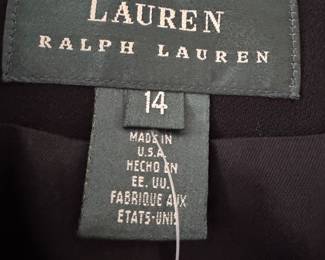 LAUREN
RALPH LAUREN
14
MADE IN
U.S.A.
HECHO EN
EE. UU.
FABRIQUE AUX
ETATS-UNIS